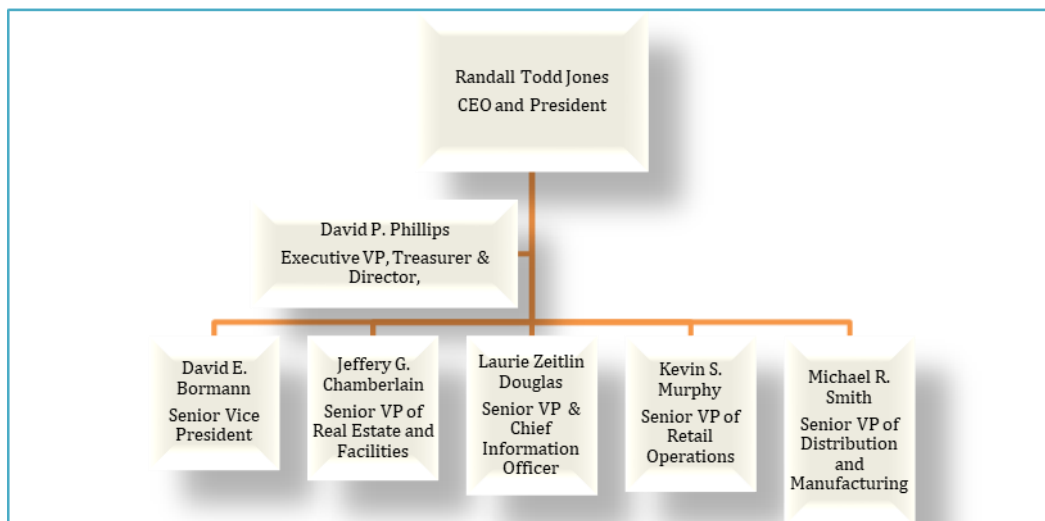 Randall Todd Jones
CEO and President
David P. Phillips
Executive VP, Treasurer &
Director,
David E.
Bormann
Senior Vice
President
Jeffery G.
Chamberlain
Senior VP of
Real Estate and
Facilities
Laurie Zeitlin
Douglas
Senior VP &
Chief
Information
Officer
Kevin S.
Murphy
Senior VP of
Retail
Operations
Michael R.
Smith
Senior VP of
Distribution
and
Manufacturing